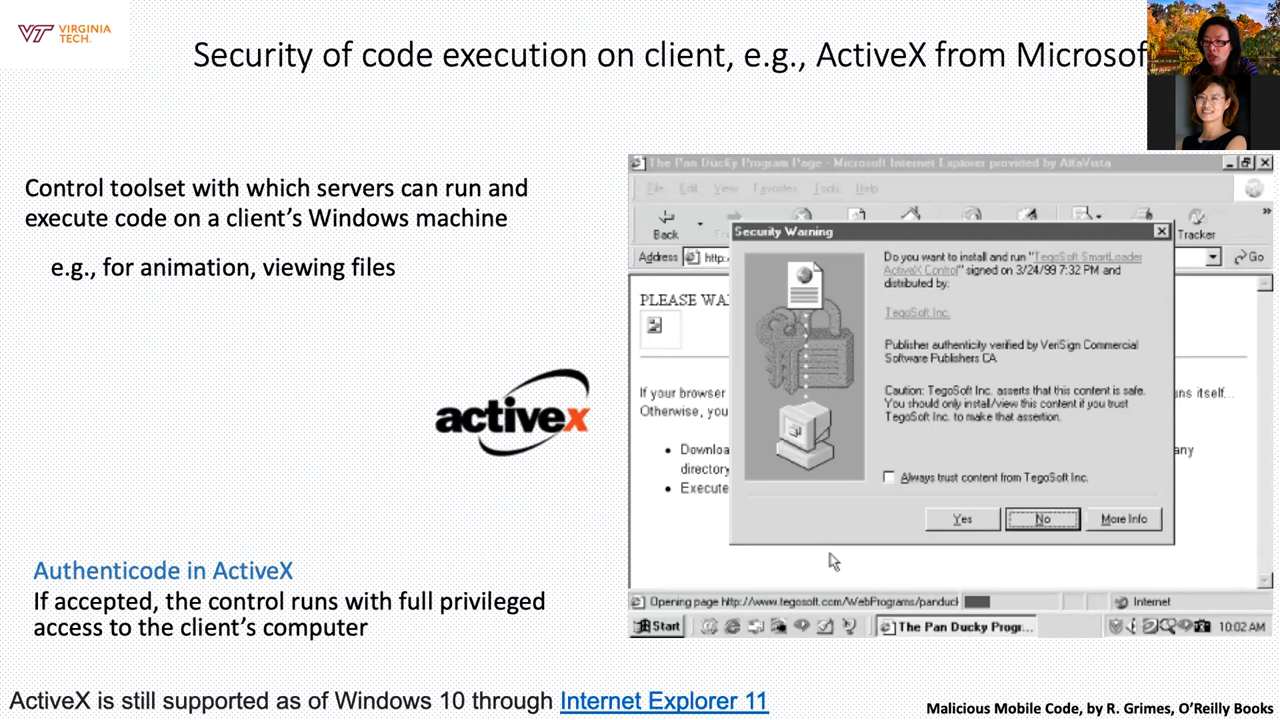 VT VIRGINIA
TECH.
Security of code execution on client, e.g., ActiveX from Microsof
Control toolset with which servers can run and
execute code on a client's Windows machine
e.g., for animation, viewing files
activex
Authenticode in ActiveX
If accepted, the control runs with full privileged
access to the client's computer
The Pan Ducky Program Page - Microsoft Internet Explorer provided by AltaVista
File Edit View Favorites Tools Help
Back
Tracker
Address http:
Go
PLEASE WA
If your browser
ns itself...
Otherwise, you
Downloa
any
directory
Execute
Security Warning
Do you want to install and run "TegoSoft SmartLoader
ActiveX Control" signed on 3/24/99 7:32 PM and
distributed by:
TegoSoft Inc.
Publisher authenticity verified by VeriSign Commercial
Software Publishers CA
Caution: TegoSoft Inc. asserts that this content is safe.
You should only install/view this content if you trust
TegoSoft Inc. to make that assertion.
Always trust content from TegoSoft Inc.
Yes No More Info
Opening page http://www.tegosoft.com/WebPrograms/panduck
Internet
Start
The Pan Ducky Progr...
10:02 AM
ActiveX is still supported as of Windows 10 through Internet Explorer 11
Malicious Mobile Code, by R. Grimes, O'Reilly Books